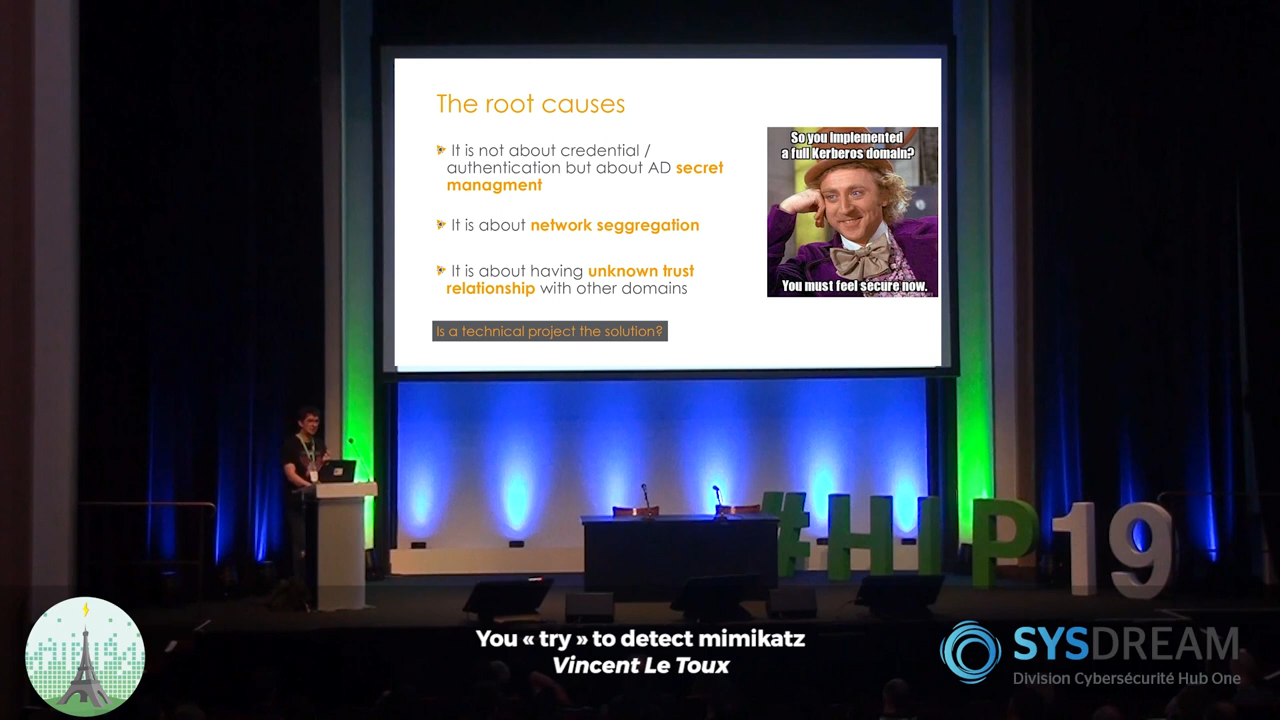 The root causes
It is not about credential /
authentication but about AD secret
managment
It is about network seggregation
It is about having unknown trust
relationship with other domains
Is a technical project the solution?
So you implemented
a full Kerberos domain?
You must feel secure now.
#HIP19
You « try » to detect mimikatz
Vincent Le Toux
SYSDREAM
Division Cybersécurité Hub One